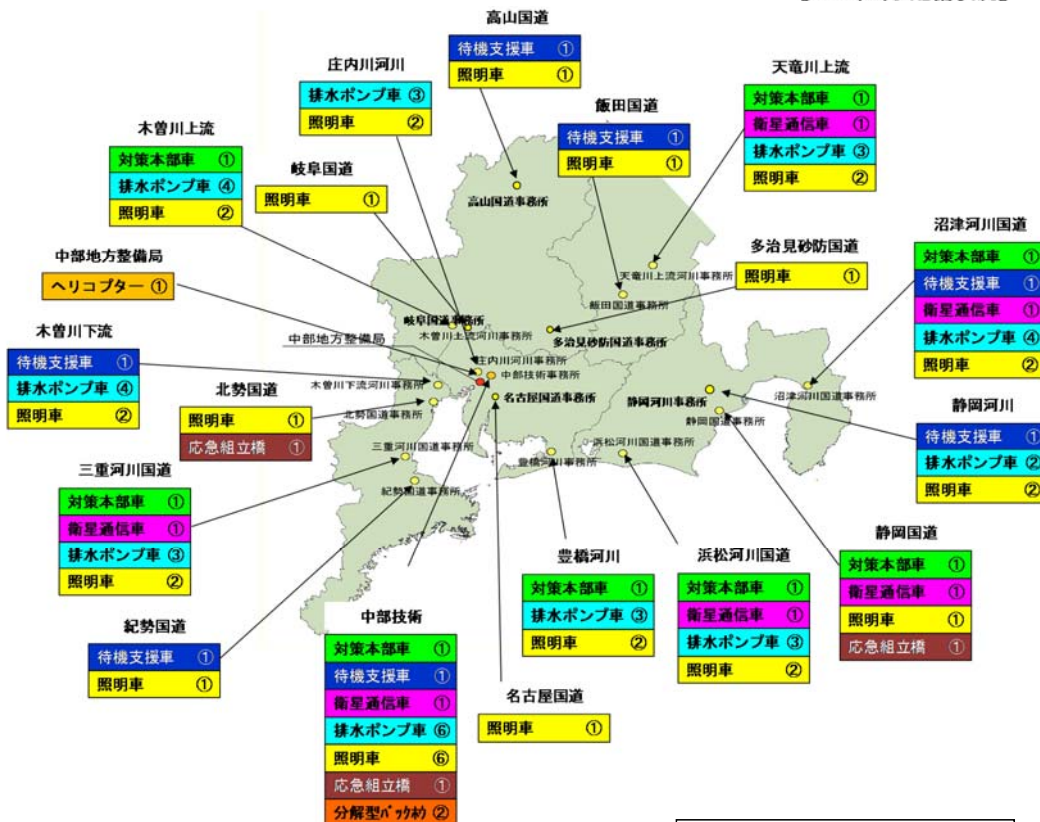 高山国道
待機支援車 ①
照明車 ①
庄内川河川
排水ポンプ車 ③
照明車 ②
天竜川上流
対策本部車 ①
衛星通信車 ①
排水ポンプ車 ③
照明車 ②
飯田国道
待機支援車 ①
照明車 ①
木曽川上流
対策本部車 ①
排水ポンプ車 ④
照明車 ②
岐阜国道
照明車 ①
沼津河川国道
対策本部車 ①
待機支援車 ①
衛星通信車 ①
排水ポンプ車 ④
照明車 ②
多治見砂防国道
照明車 ①
中部地方整備局
ヘリコプター ①
木曽川下流
待機支援車 ①
排水ポンプ車 ④
照明車 ②
北勢国道
照明車 ①
応急組立橋 ①
高山国道事務所
天竜川上流河川事務所
飯田国道事務所
岐阜国道事務所
木曽川上流河川事務所
多治見砂防国道事務所
中部地方整備局
庄内川河川事務所
中部技術事務所
木曽川下流河川事務所
名古屋国道事務所
静岡河川事務所
沼津河川国道事務所
北勢国道事務所
静岡国道事務所
三重河川国道事務所
浜松河川国道事務所
豊橋河川事務所
紀勢国道事務所
静岡河川
待機支援車 ①
排水ポンプ車 ②
照明車 ②
三重河川国道
対策本部車 ①
衛星通信車 ①
排水ポンプ車 ③
照明車 ②
静岡国道
対策本部車 ①
衛星通信車 ①
照明車 ①
応急組立橋 ①
豊橋河川
対策本部車 ①
排水ポンプ車 ③
照明車 ②
浜松河川国道
対策本部車 ①
衛星通信車 ①
排水ポンプ車 ③
照明車 ②
紀勢国道
待機支援車 ①
照明車 ①
中部技術
対策本部車 ①
待機支援車 ①
衛星通信車 ①
排水ポンプ車 ⑥
照明車 ⑥
応急組立橋 ①
分解型ﾊﾞｯｸﾎｳ ②
名古屋国道
照明車 ①